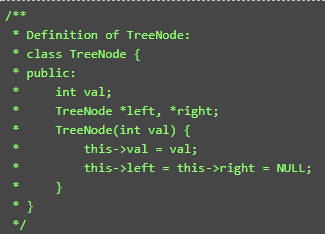 /**
 * Definition of TreeNode:
 * class TreeNode {
 * public:
 *     int val;
 *     TreeNode *left, *right;
 *     TreeNode(int val) {
 *         this->val = val;
 *         this->left = this->right = NULL;
 *     }
 * }
 */